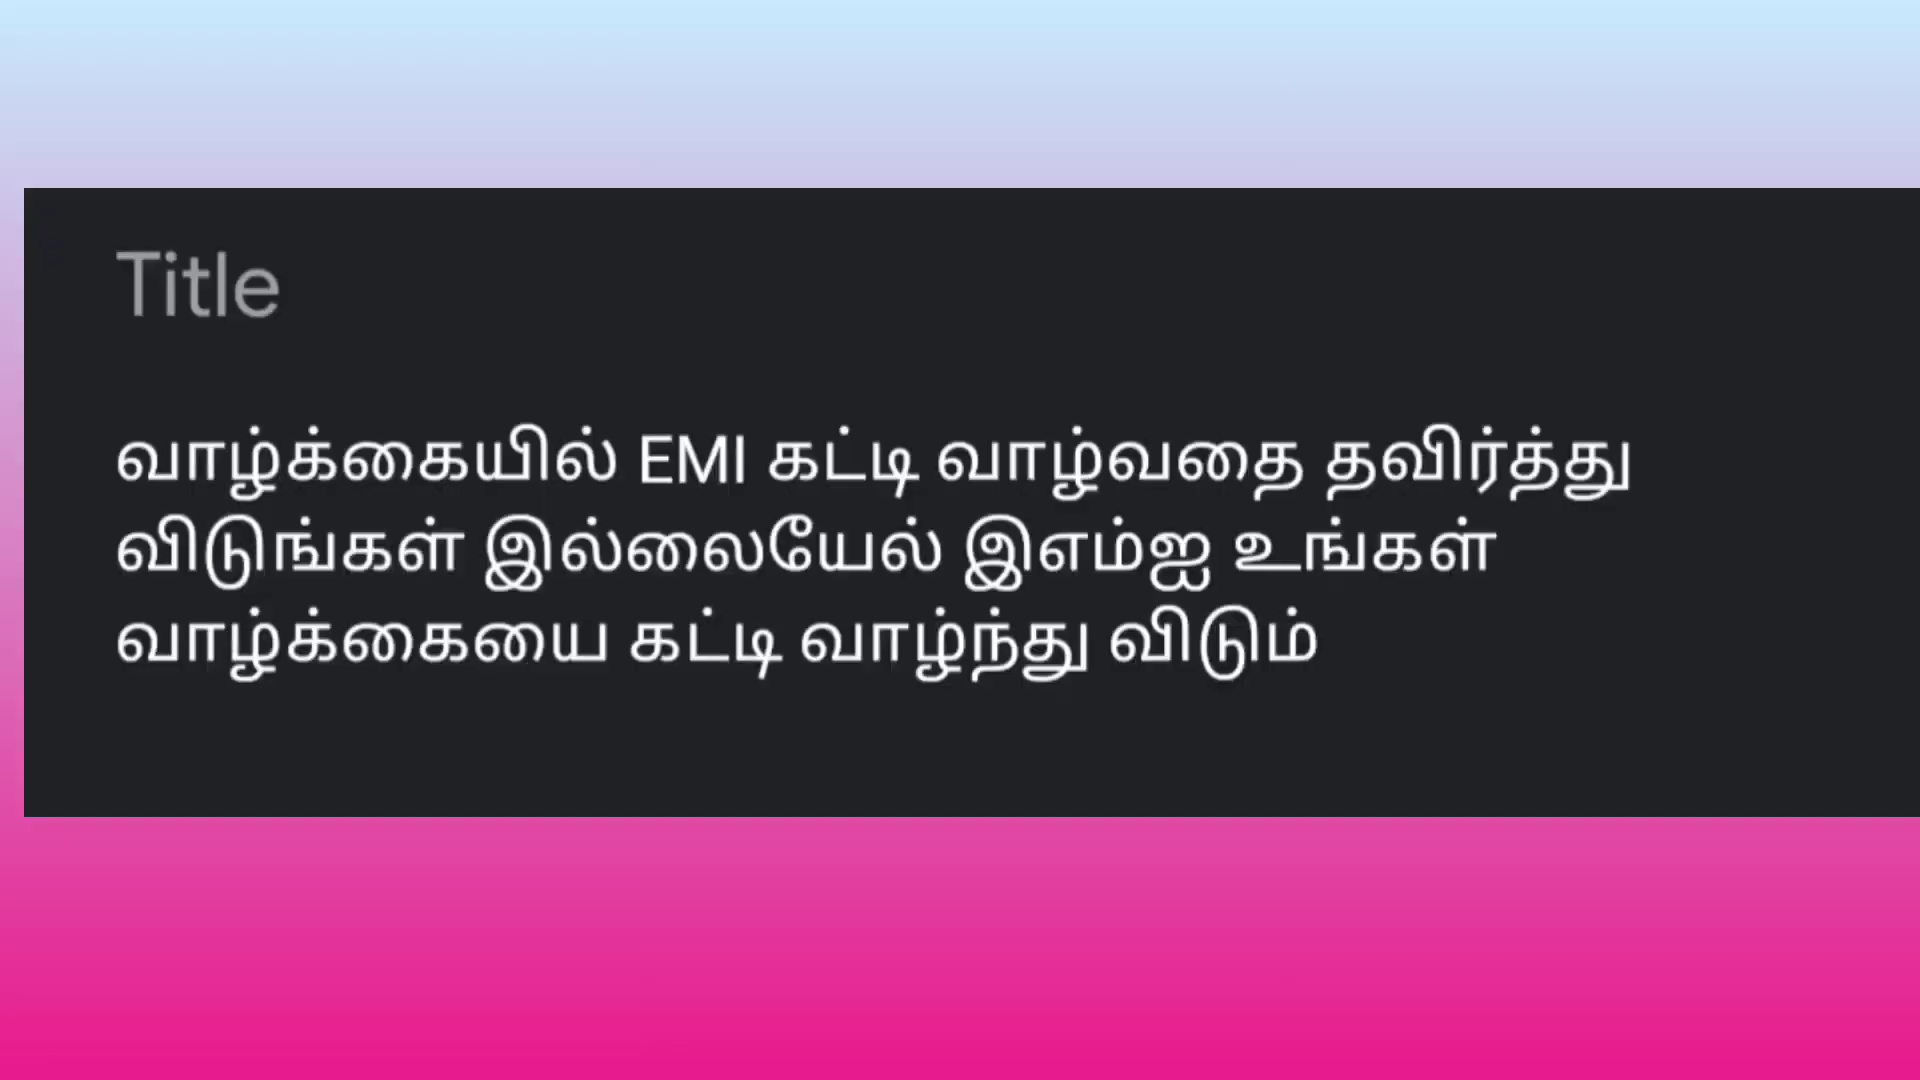 Title
வாழ்க்கையில் EMI கட்டி வாழ்வதை தவிர்த்து
விடுங்கள் இல்லையேல் இஎம்ஐ உங்கள்
வாழ்க்கையை கட்டி வாழ்ந்து விடும்